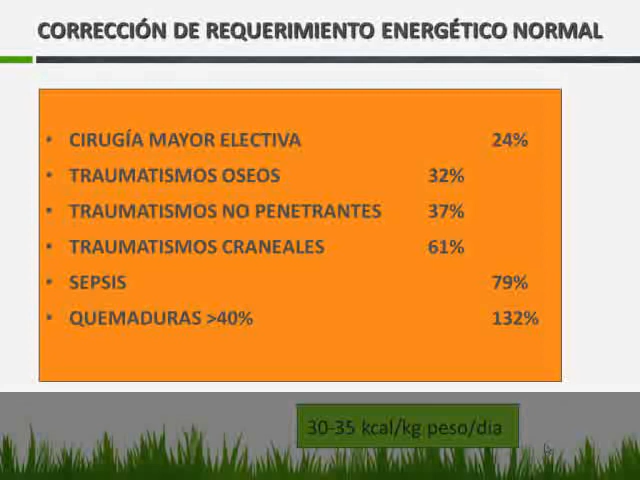 CORRECCIÓN DE REQUERIMIENTO ENERGÉTICO NORMAL
• CIRUGÍA MAYOR ELECTIVA 24%
• TRAUMATISMOS OSEOS 32%
• TRAUMATISMOS NO PENETRANTES 37%
• TRAUMATISMOS CRANEALES 61%
• SEPSIS 79%
• QUEMADURAS >40% 132%
30-35 kcal/kg peso/dia